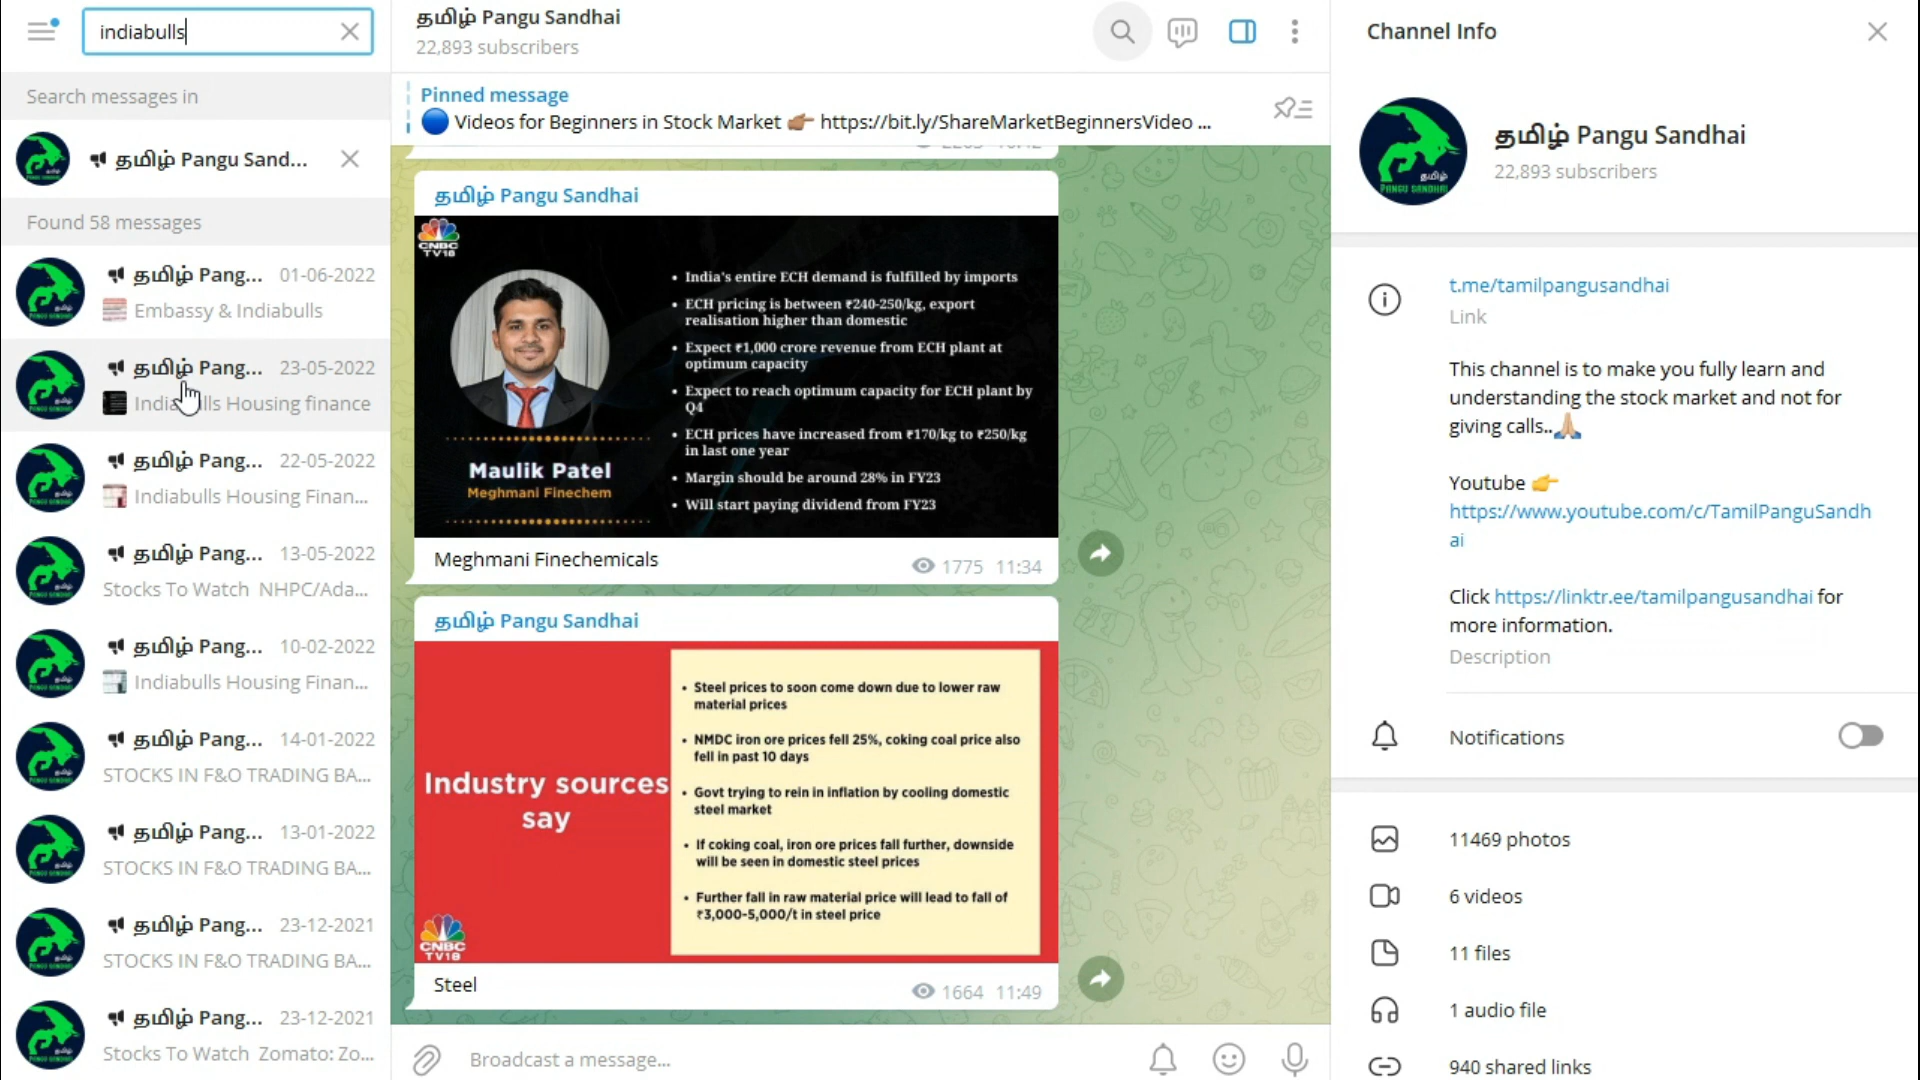 indiabulls
Search messages in
தமிழ் Pangu Sand...
Found 58 messages
தமிழ் Pang... 01-06-2022
Embassy & Indiabulls
தமிழ் Pang... 23-05-2022
Indiabulls Housing finance
தமிழ் Pang... 22-05-2022
Indiabulls Housing Finan...
தமிழ் Pang... 13-05-2022
Stocks To Watch NHPC/Ada...
தமிழ் Pang... 10-02-2022
Indiabulls Housing Finan...
தமிழ் Pang... 14-01-2022
STOCKS IN F&O TRADING BA...
தமிழ் Pang... 13-01-2022
STOCKS IN F&O TRADING BA...
தமிழ் Pang... 23-12-2021
STOCKS IN F&O TRADING BA...
தமிழ் Pang... 23-12-2021
Stocks To Watch Zomato: Zo...
தமிழ் Pangu Sandhai
22,893 subscribers
Pinned message
🔵 Videos for Beginners in Stock Market 👉🏽 https://bit.ly/ShareMarketBeginnersVideo ...
தமிழ் Pangu Sandhai
CNBC
TV18
• India's entire ECH demand is fulfilled by imports
• ECH pricing is between ₹240-250/kg, export
realisation higher than domestic
• Expect ₹1,000 crore revenue from ECH plant at
optimum capacity
• Expect to reach optimum capacity for ECH plant by
Q4
• ECH prices have increased from ₹170/kg to ₹250/kg
in last one year
• Margin should be around 28% in FY23
• Will start paying dividend from FY23
Maulik Patel
Meghmani Finechem
Meghmani Finechemicals
1775 11:34
தமிழ் Pangu Sandhai
Industry sources
say
• Steel prices to soon come down due to lower raw
material prices
• NMDC iron ore prices fell 25%, coking coal price also
fell in past 10 days
• Govt trying to rein in inflation by cooling domestic
steel market
• If coking coal, iron ore prices fall further, downside
will be seen in domestic steel prices
• Further fall in raw material price will lead to fall of
₹3,000-5,000/t in steel price
CNBC
TV18
Steel
1664 11:49
Broadcast a message...
Channel Info
தமிழ்
PANGU SANDHAI
தமிழ் Pangu Sandhai
22,893 subscribers
t.me/tamilpangusandhai
Link
This channel is to make you fully learn and
understanding the stock market and not for
giving calls..🙏🏼
Youtube 👉
https://www.youtube.com/c/TamilPanguSandh
ai
Click https://linktr.ee/tamilpangusandhai for
more information.
Description
Notifications
11469 photos
6 videos
11 files
1 audio file
940 shared links